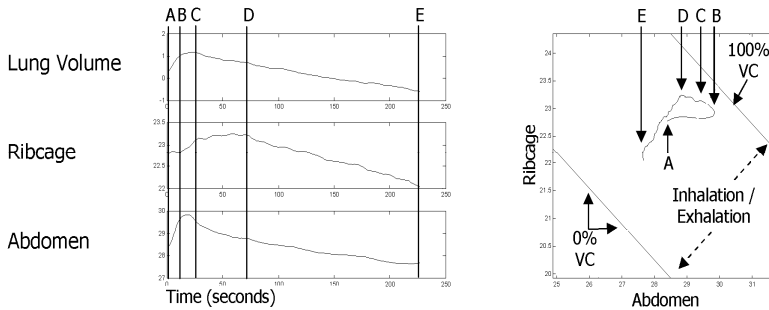 A B C D E
Lung Volume
2
1
0
-1
0 50 100 150 200 250
Ribcage
23.5
23
22.5
22
0 50 100 150 200 250
Abdomen
30
29
28
27
0 50 100 150 200 250
Time (seconds)
E D C B
100%
VC
A
Inhalation /
Exhalation
0%
VC
Ribcage
24
23.5
23
22.5
22
21.5
21
20.5
20
25 26 27 28 29 30 31
Abdomen